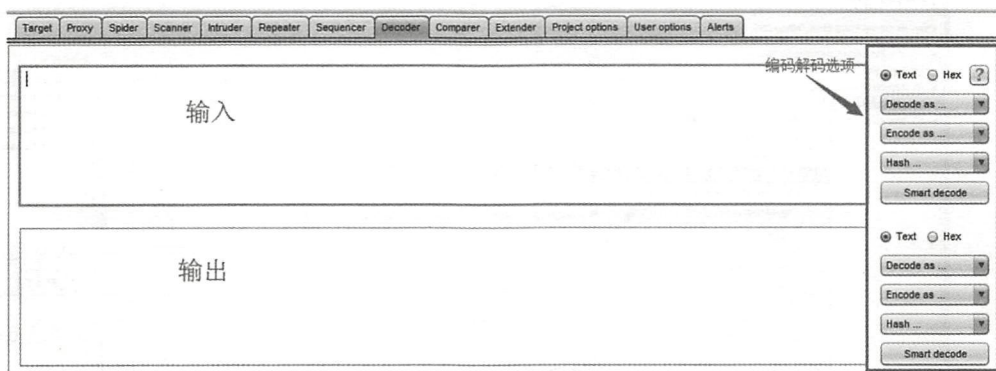 Target Proxy Spider Scanner Intruder Repeater Sequencer Decoder Comparer Extender Project options User options Alerts
编码解码选项
Text Hex ?
输入
Decode as ...
Encode as ...
Hash ...
Smart decode
Text Hex
输出
Decode as ...
Encode as ...
Hash ...
Smart decode